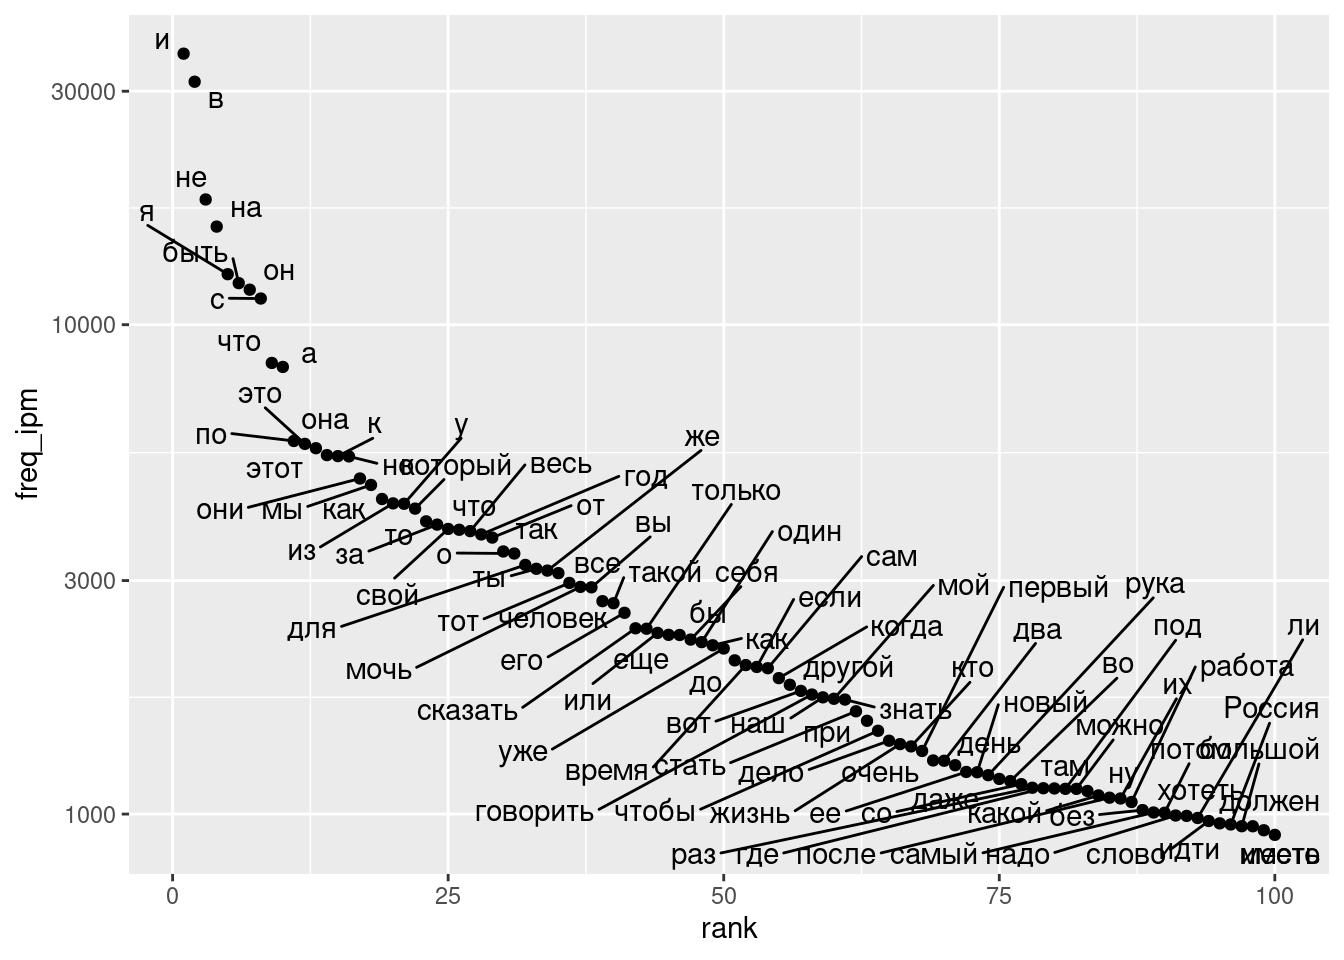 и
30000
в
не
я
на
быть
он
с
10000
что
а
это
она
к
у
по
же
этот
но
который
весь
год
только
они
мы
как
что
от
вы
из
за
то
о
так
один
3000
свой
ты
все
такой
себя
сам
для
тот
человек
бы
если
мой
первый
рука
мочь
его
еще
как
когда
два
под
ли
сказать
или
до
другой
кто
во
их
работа
уже
вот
наш
знать
новый
Россия
время
стать
при
день
можно
потом
большой
говорить
чтобы
дело
очень
там
ну
хотеть
1000
жизнь
ее
со
даже
какой
без
должен
раз
где
после
самый
надо
слово
идти
место
0
25
50
75
100
rank
freq_ipm